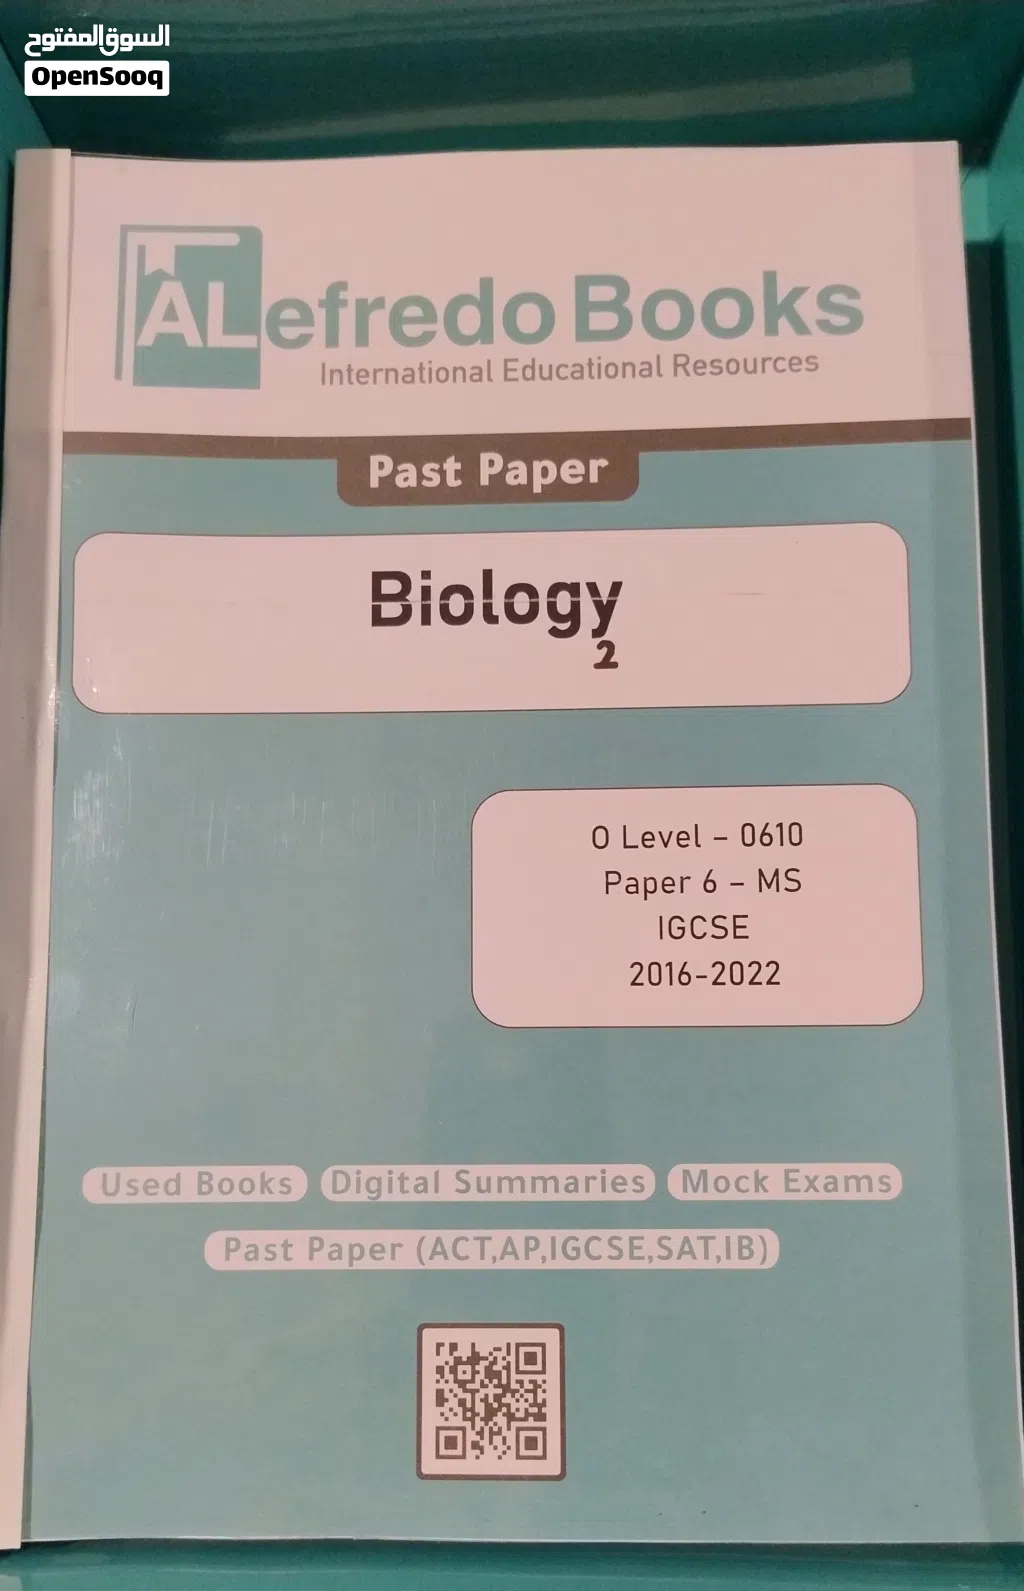 السوق المفتوح
OpenSooq
ALefredo Books
International Educational Resources
Past Paper
Biology
2
O Level – 0610
Paper 6 – MS
IGCSE
2016-2022
Used Books Digital Summaries Mock Exams
Past Paper (ACT,AP,IGCSE,SAT,IB)